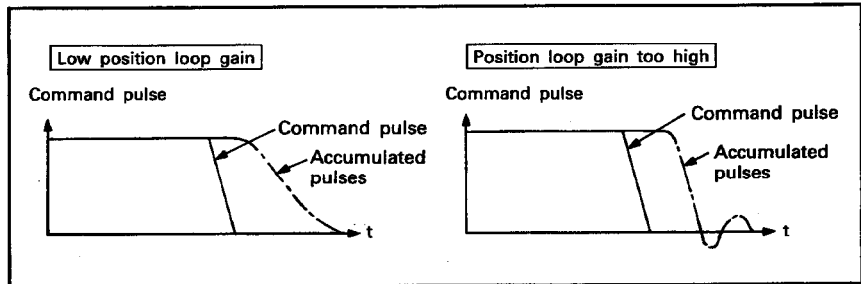 Low position loop gain
Command pulse
Command pulse
Accumulated
pulses
t
Position loop gain too high
Command pulse
Command pulse
Accumulated
pulses
t